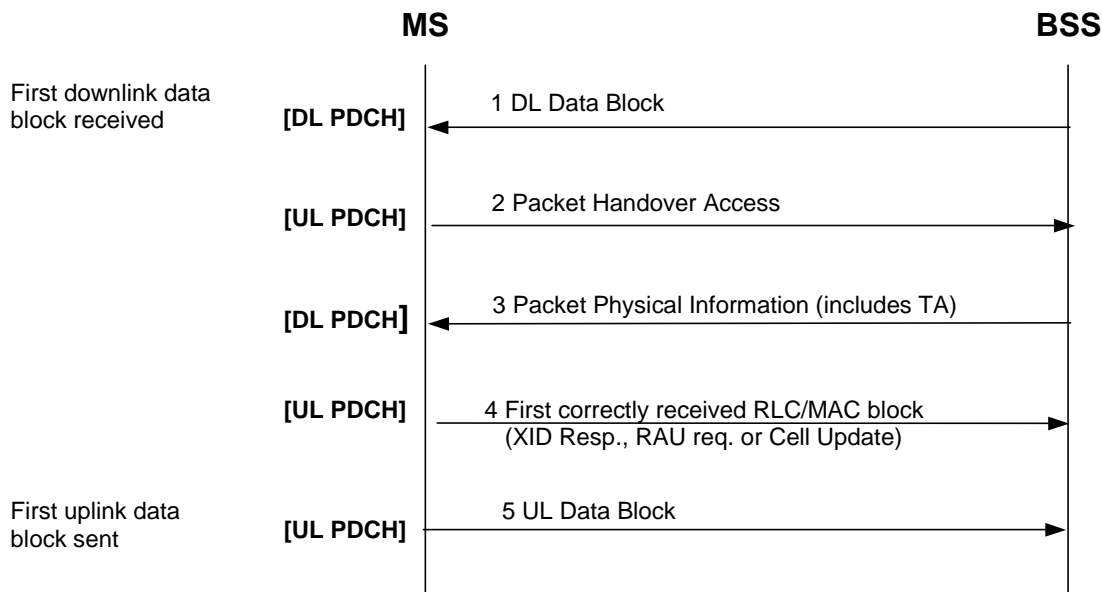 MS BSS
First downlink data
block received
[DL PDCH] 1 DL Data Block
[UL PDCH] 2 Packet Handover Access
[DL PDCH] 3 Packet Physical Information (includes TA)
[UL PDCH] 4 First correctly received RLC/MAC block
(XID Resp., RAU req. or Cell Update)
First uplink data
block sent
[UL PDCH] 5 UL Data Block